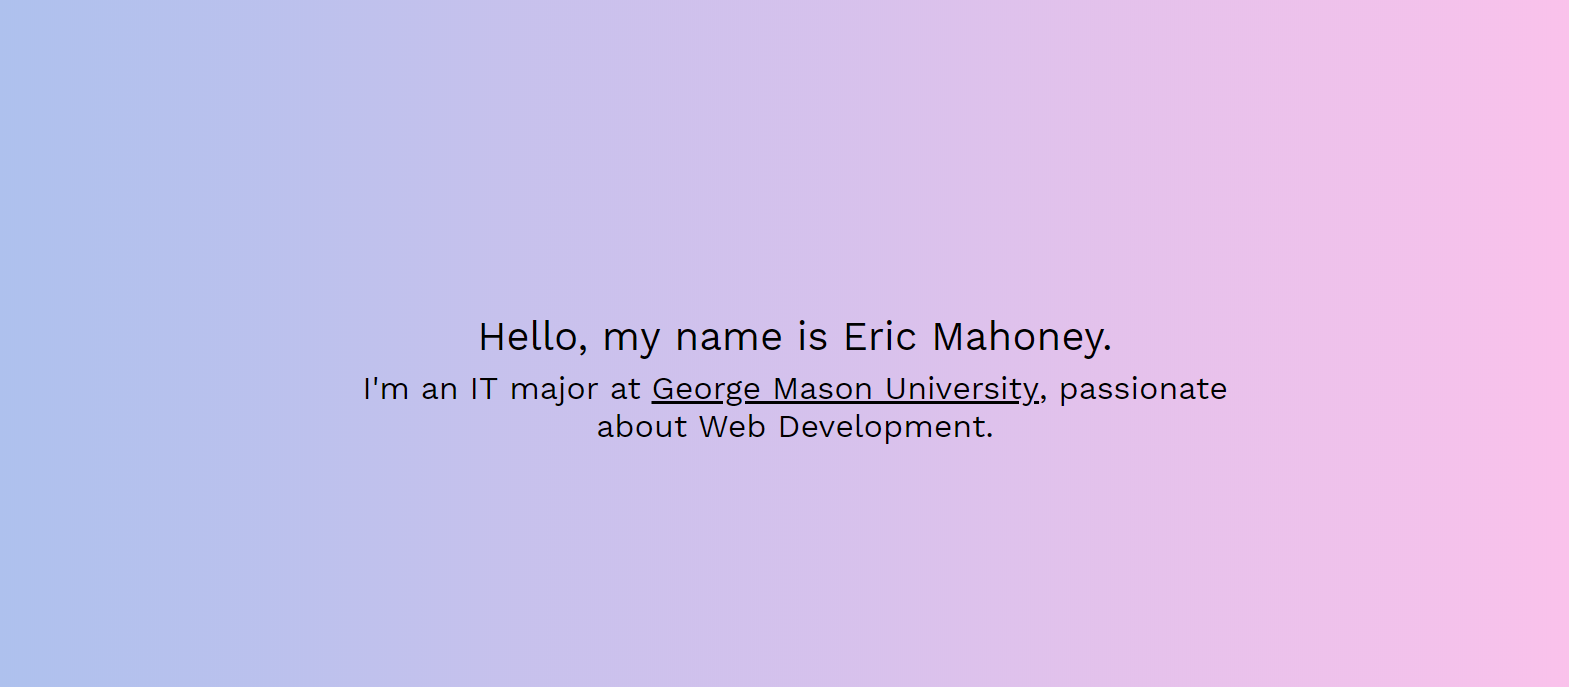 Hello, my name is Eric Mahoney.
I'm an IT major at George Mason University, passionate
about Web Development.